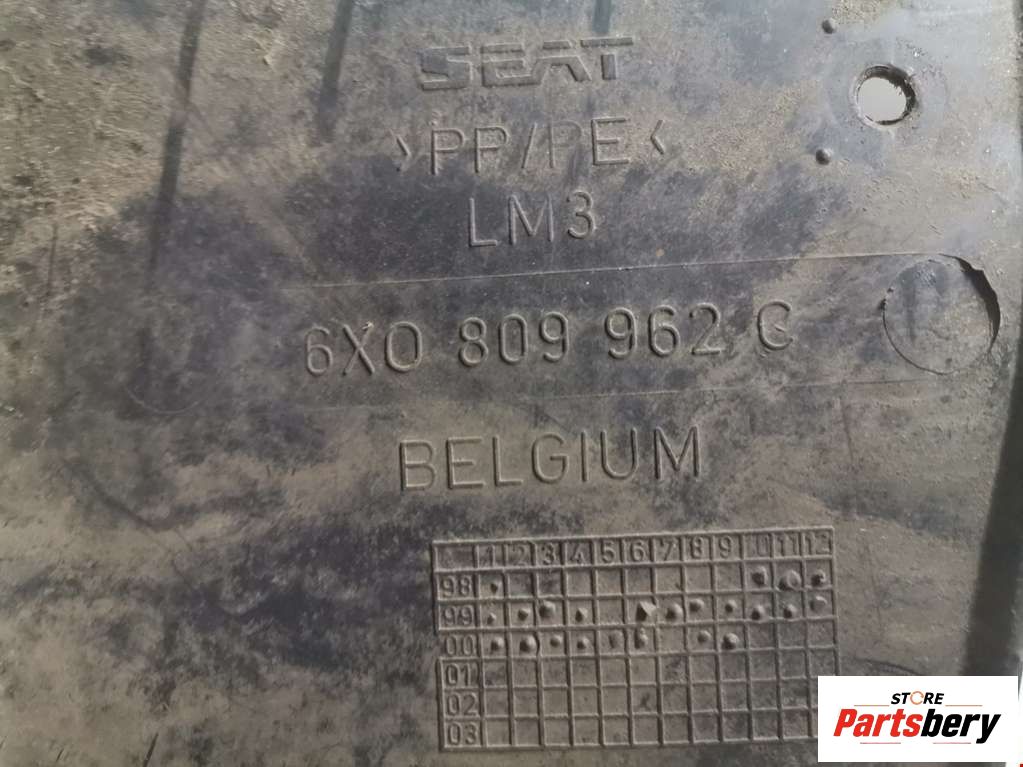 SEAT
>PP/PE<
LM3
6X0 809 962 C
BELGIUM
1 2 3 4 5 6 7 8 9 10 11 12
98
99
00
01
02
03
STORE
Partsbery